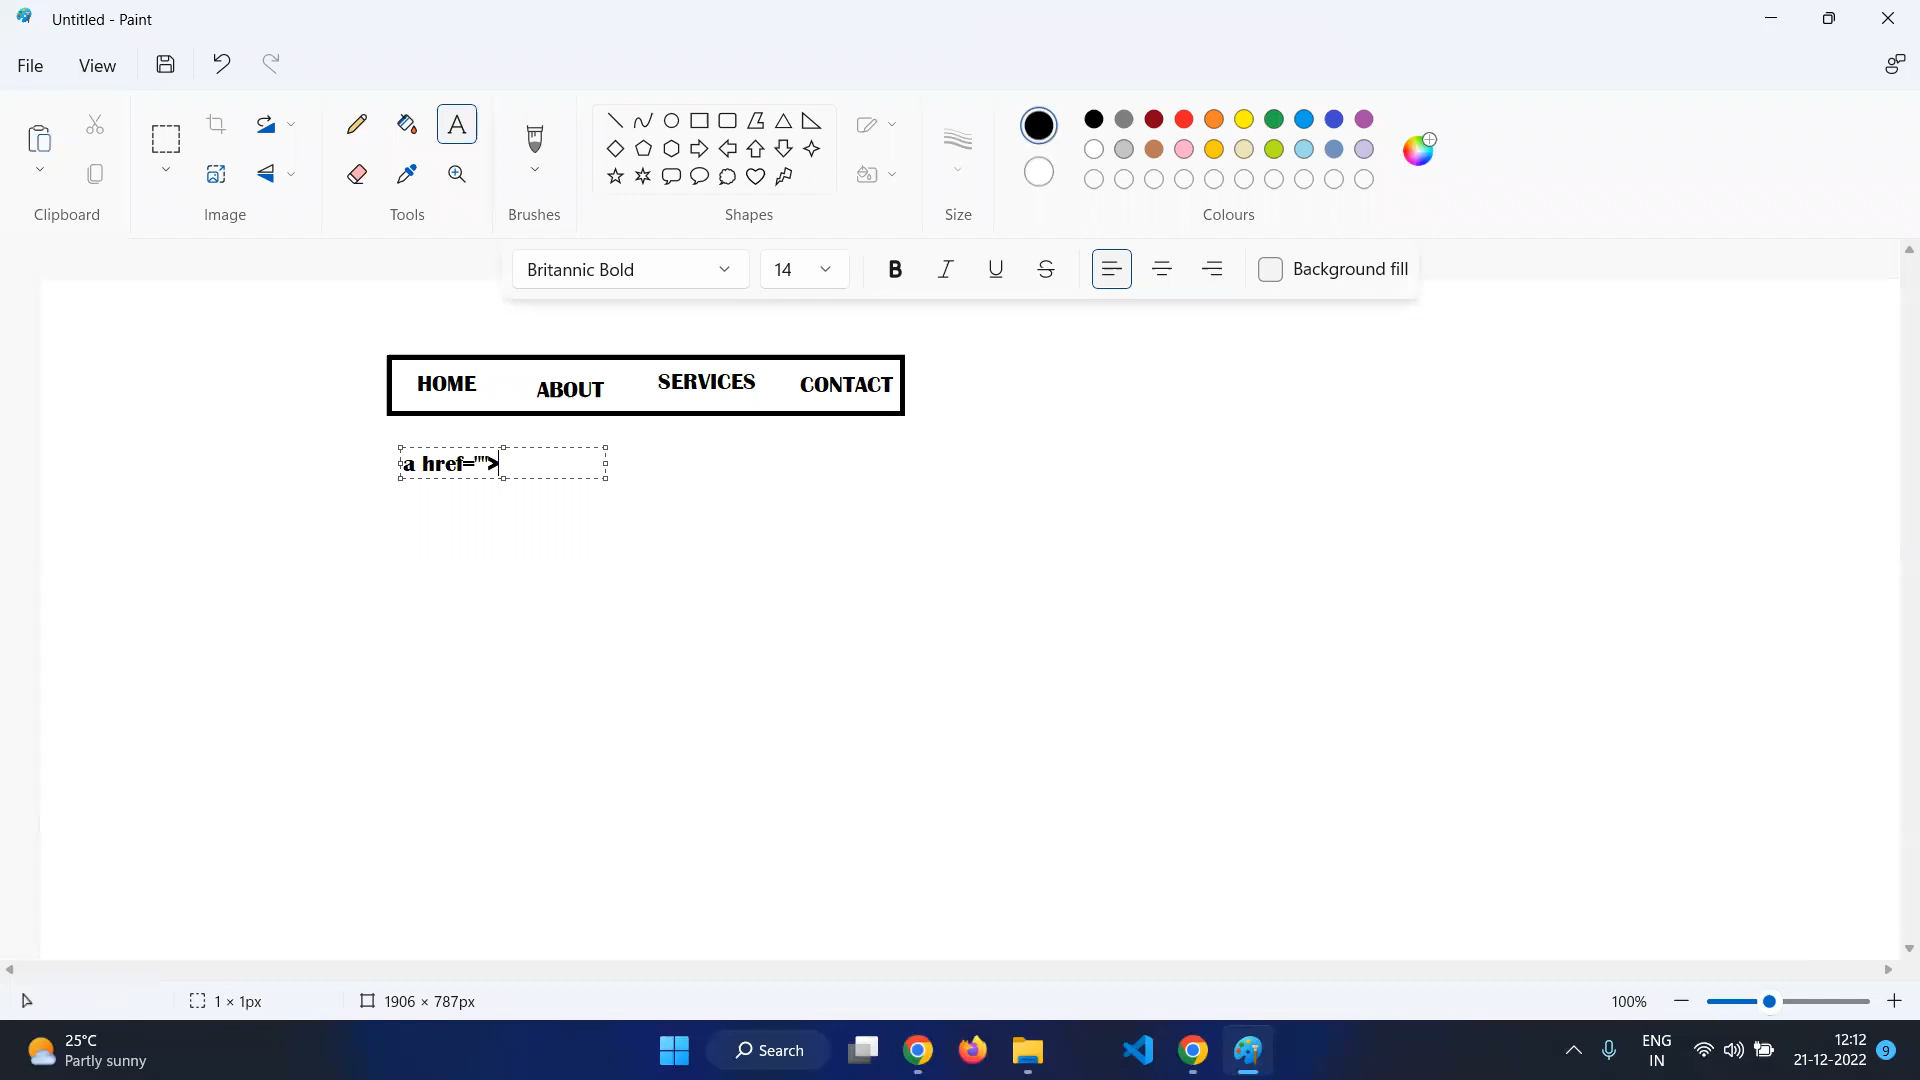 Untitled - Paint
File View
Clipboard Image Tools Brushes Shapes Size Colours
Britannic Bold 14 B I U S Background fill
HOME ABOUT SERVICES CONTACT
a href="">
1 × 1px 1906 × 787px 100%
25°C
Partly sunny
Search
ENG
IN
12:12
21-12-2022
9